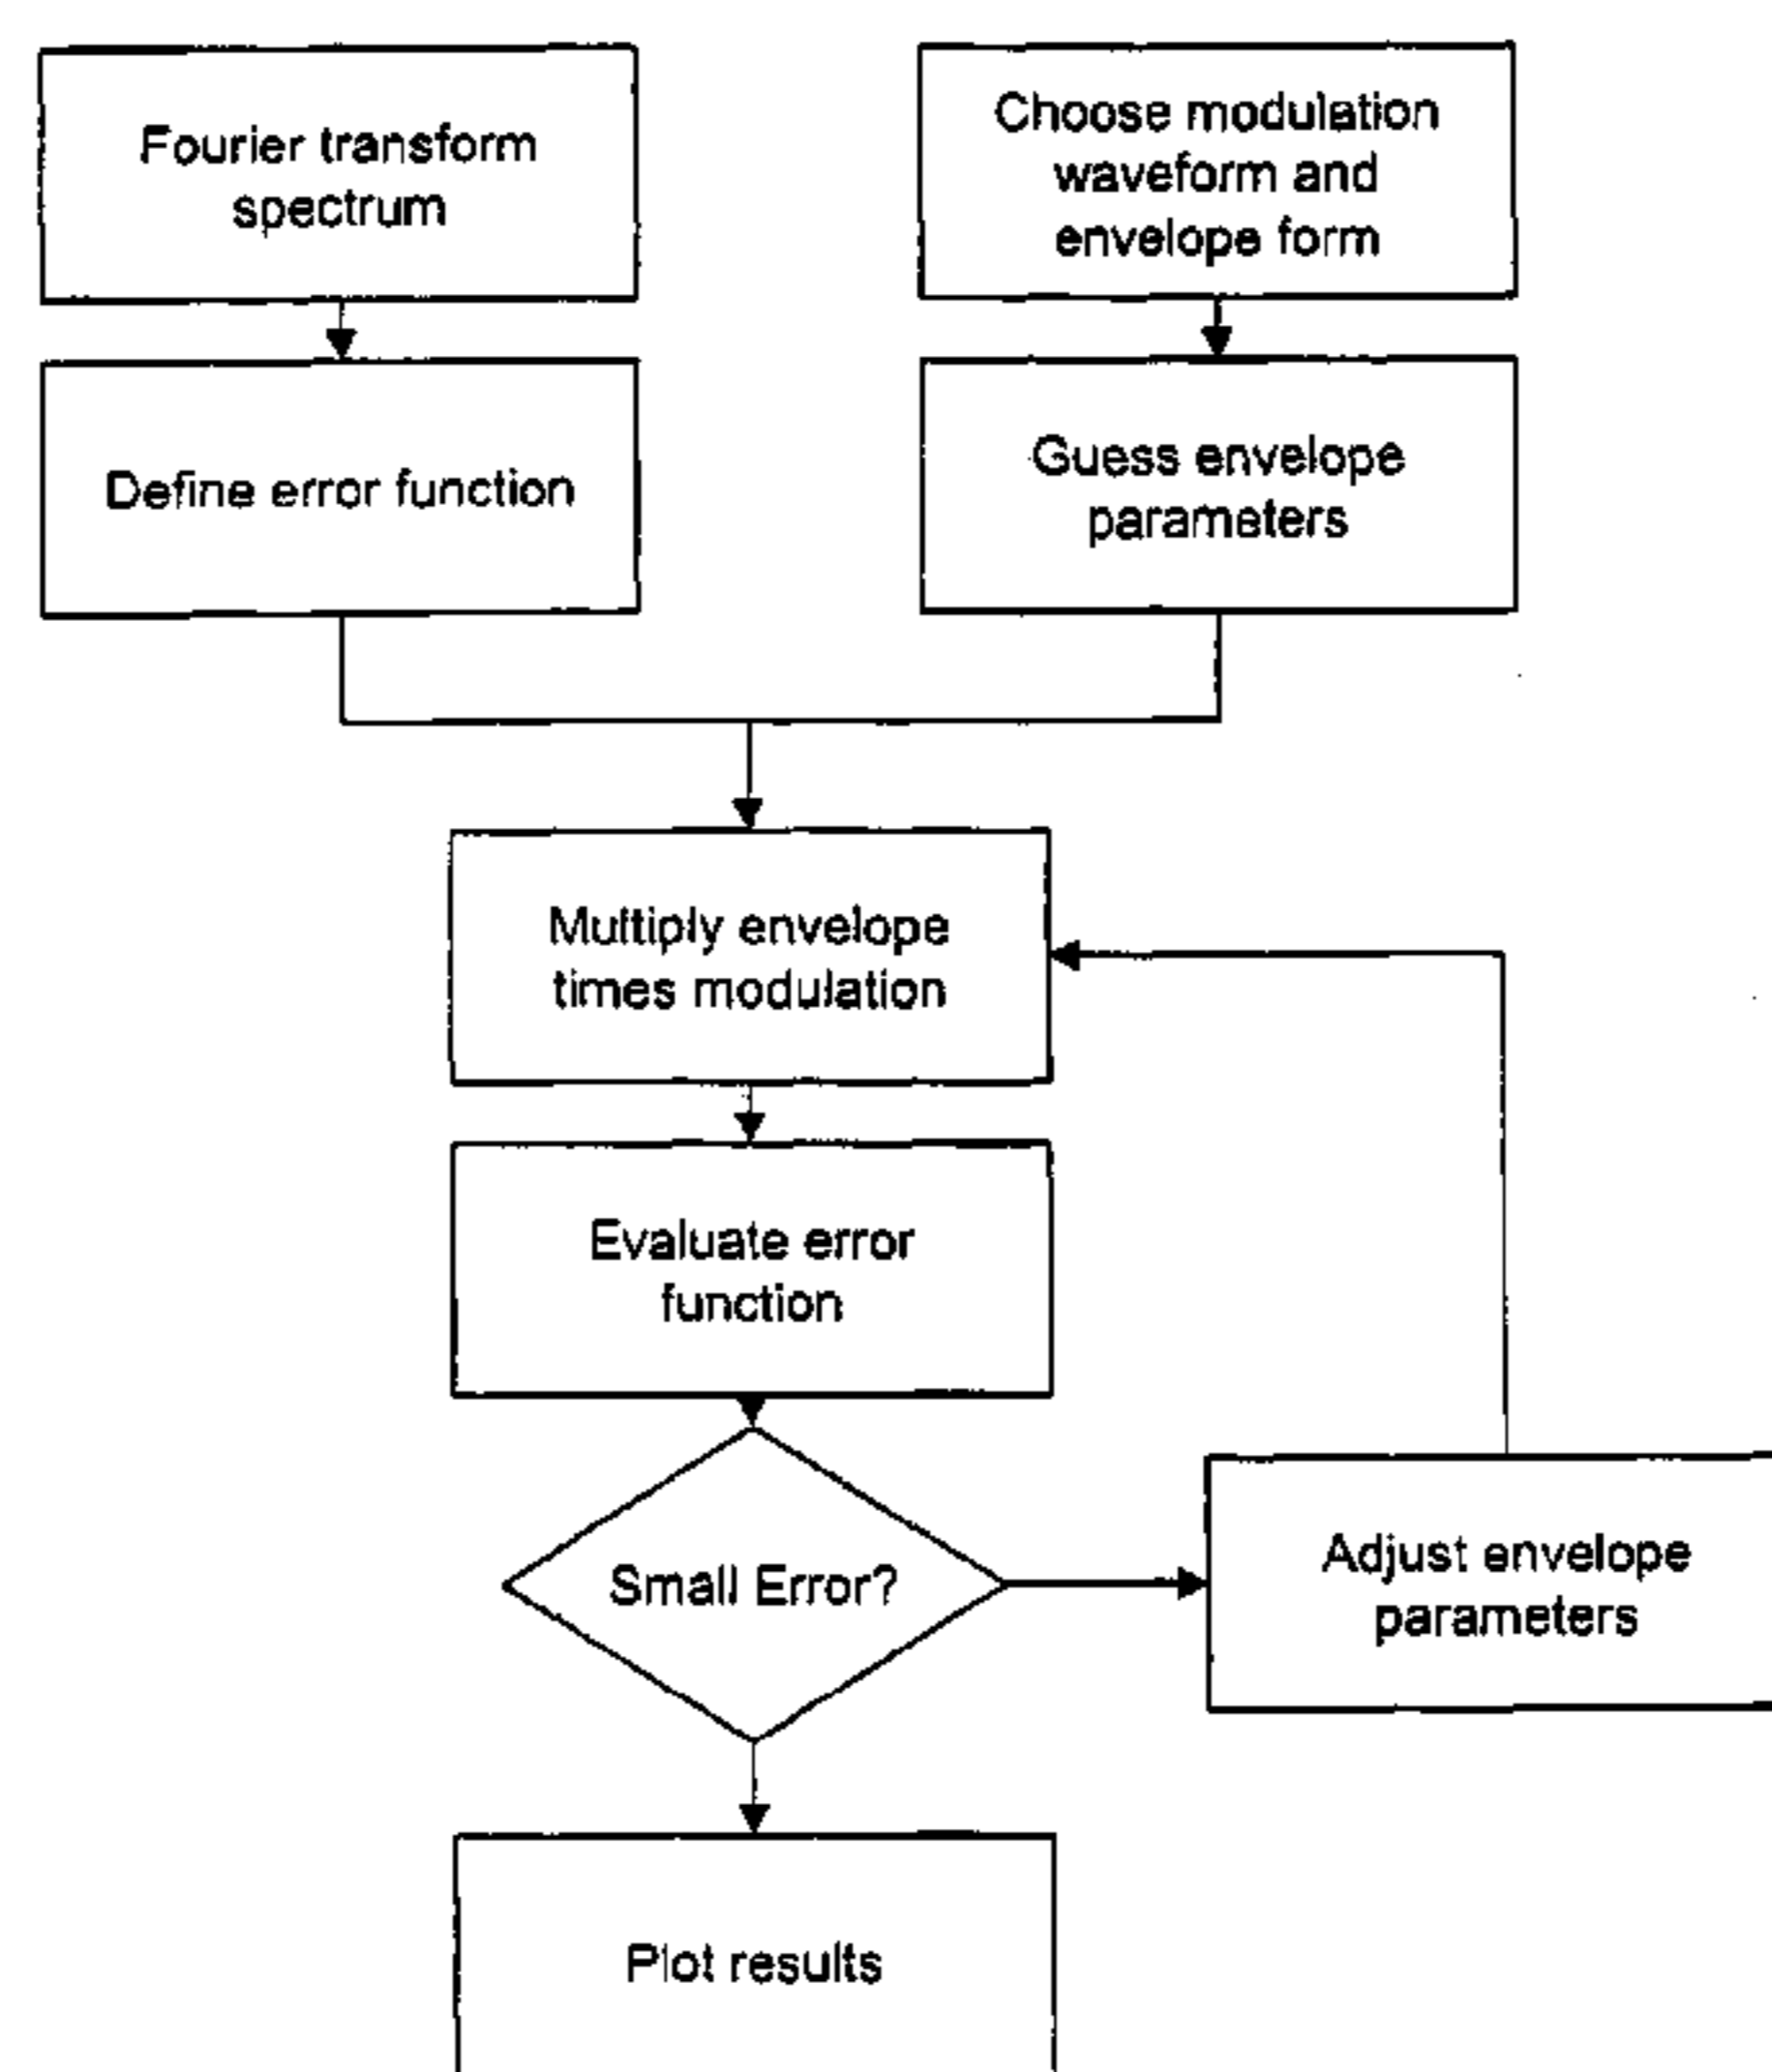 Fourier transform
spectrum
Choose modulation
waveform and
envelope form
Define error function
Guess envelope
parameters
Multiply envelope
times modulation
Evaluate error
function
Small Error?
Adjust envelope
parameters
Plot results